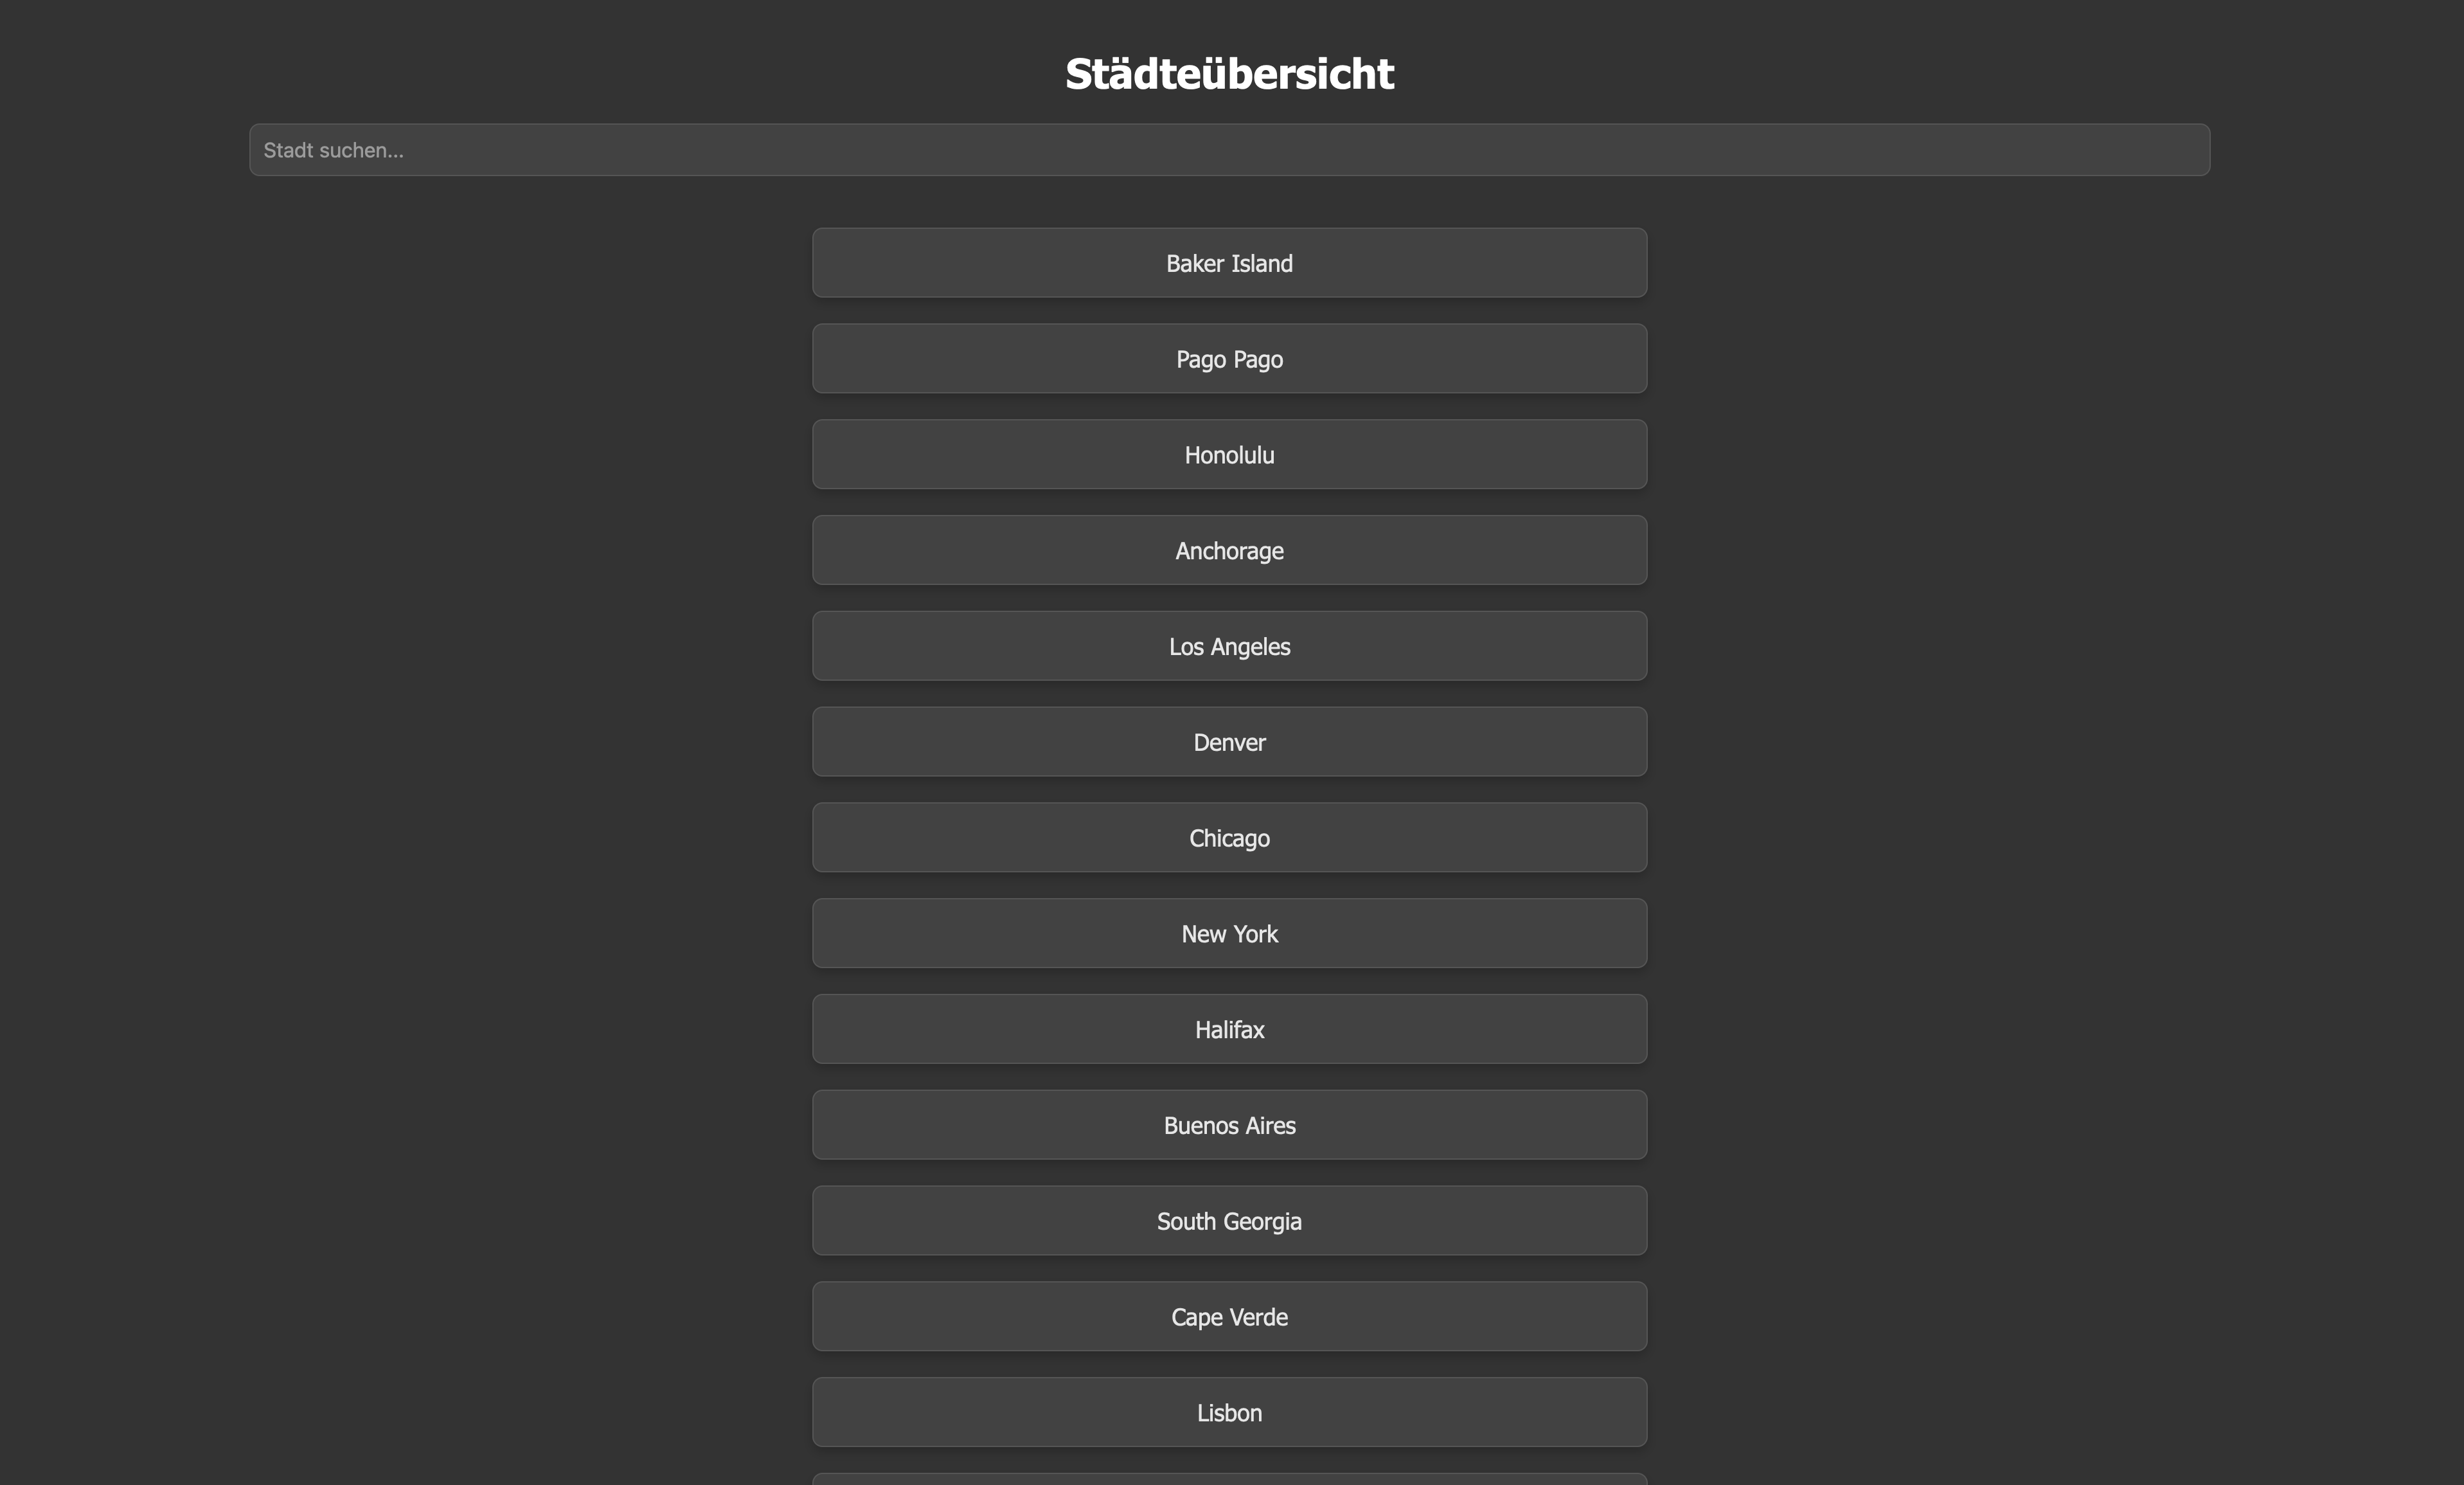 Städteübersicht
Stadt suchen...
Baker Island
Pago Pago
Honolulu
Anchorage
Los Angeles
Denver
Chicago
New York
Halifax
Buenos Aires
South Georgia
Cape Verde
Lisbon